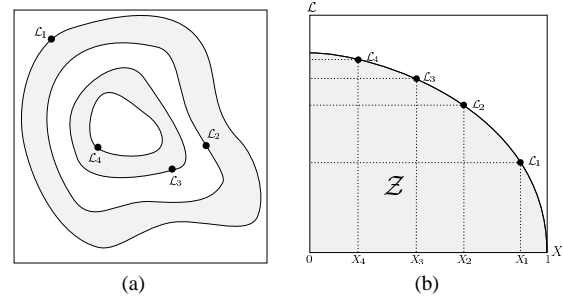 ℒ₁
ℒ₂
ℒ₃
ℒ₄
(a)
ℒ
ℒ₄
ℒ₃
ℒ₂
ℒ₁
𝒵
0 X₄ X₃ X₂ X₁ 1 X
(b)